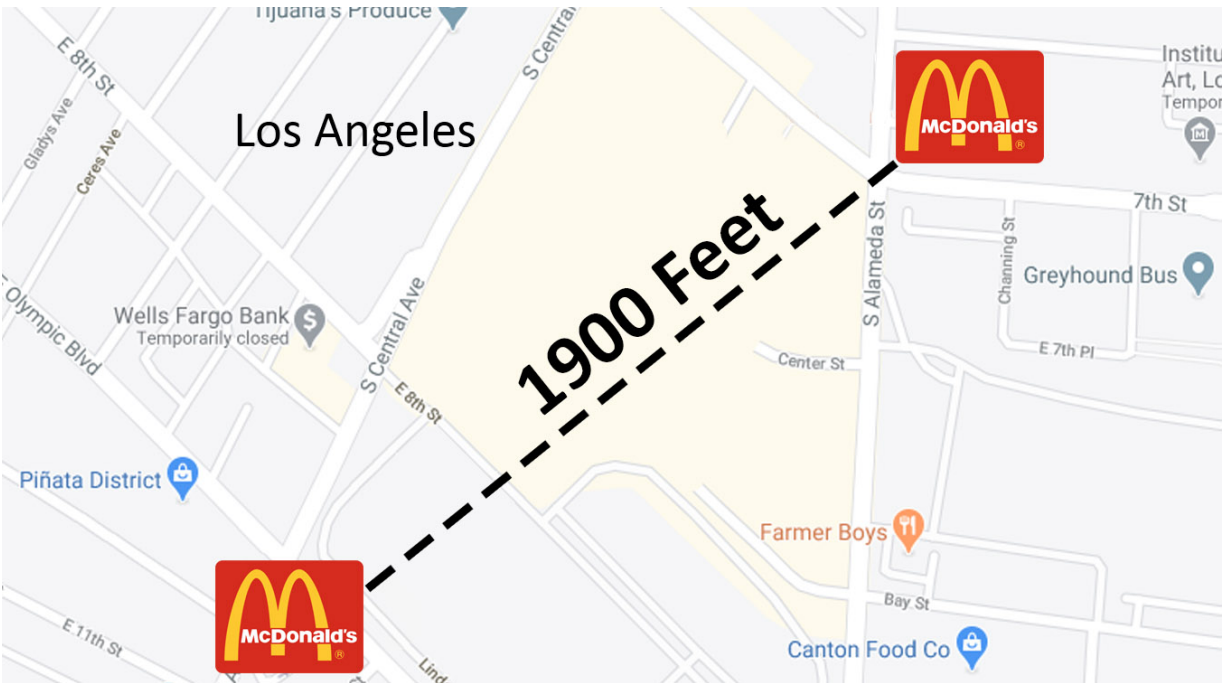 Tijuana's Produce
E 8th St
S Central
Institu
Art, Lo
Tempor
McDonald's
®
Los Angeles
Gladys Ave
Ceres Ave
7th St
S Alameda St
Channing St
Greyhound Bus
1900 Feet
Olympic Blvd
Wells Fargo Bank
Temporarily closed
$
S Central Ave
E 7th Pl
Center St
E 8th St
Piñata District
Farmer Boys
McDonald's
®
Bay St
E 11th St
Lind
Canton Food Co